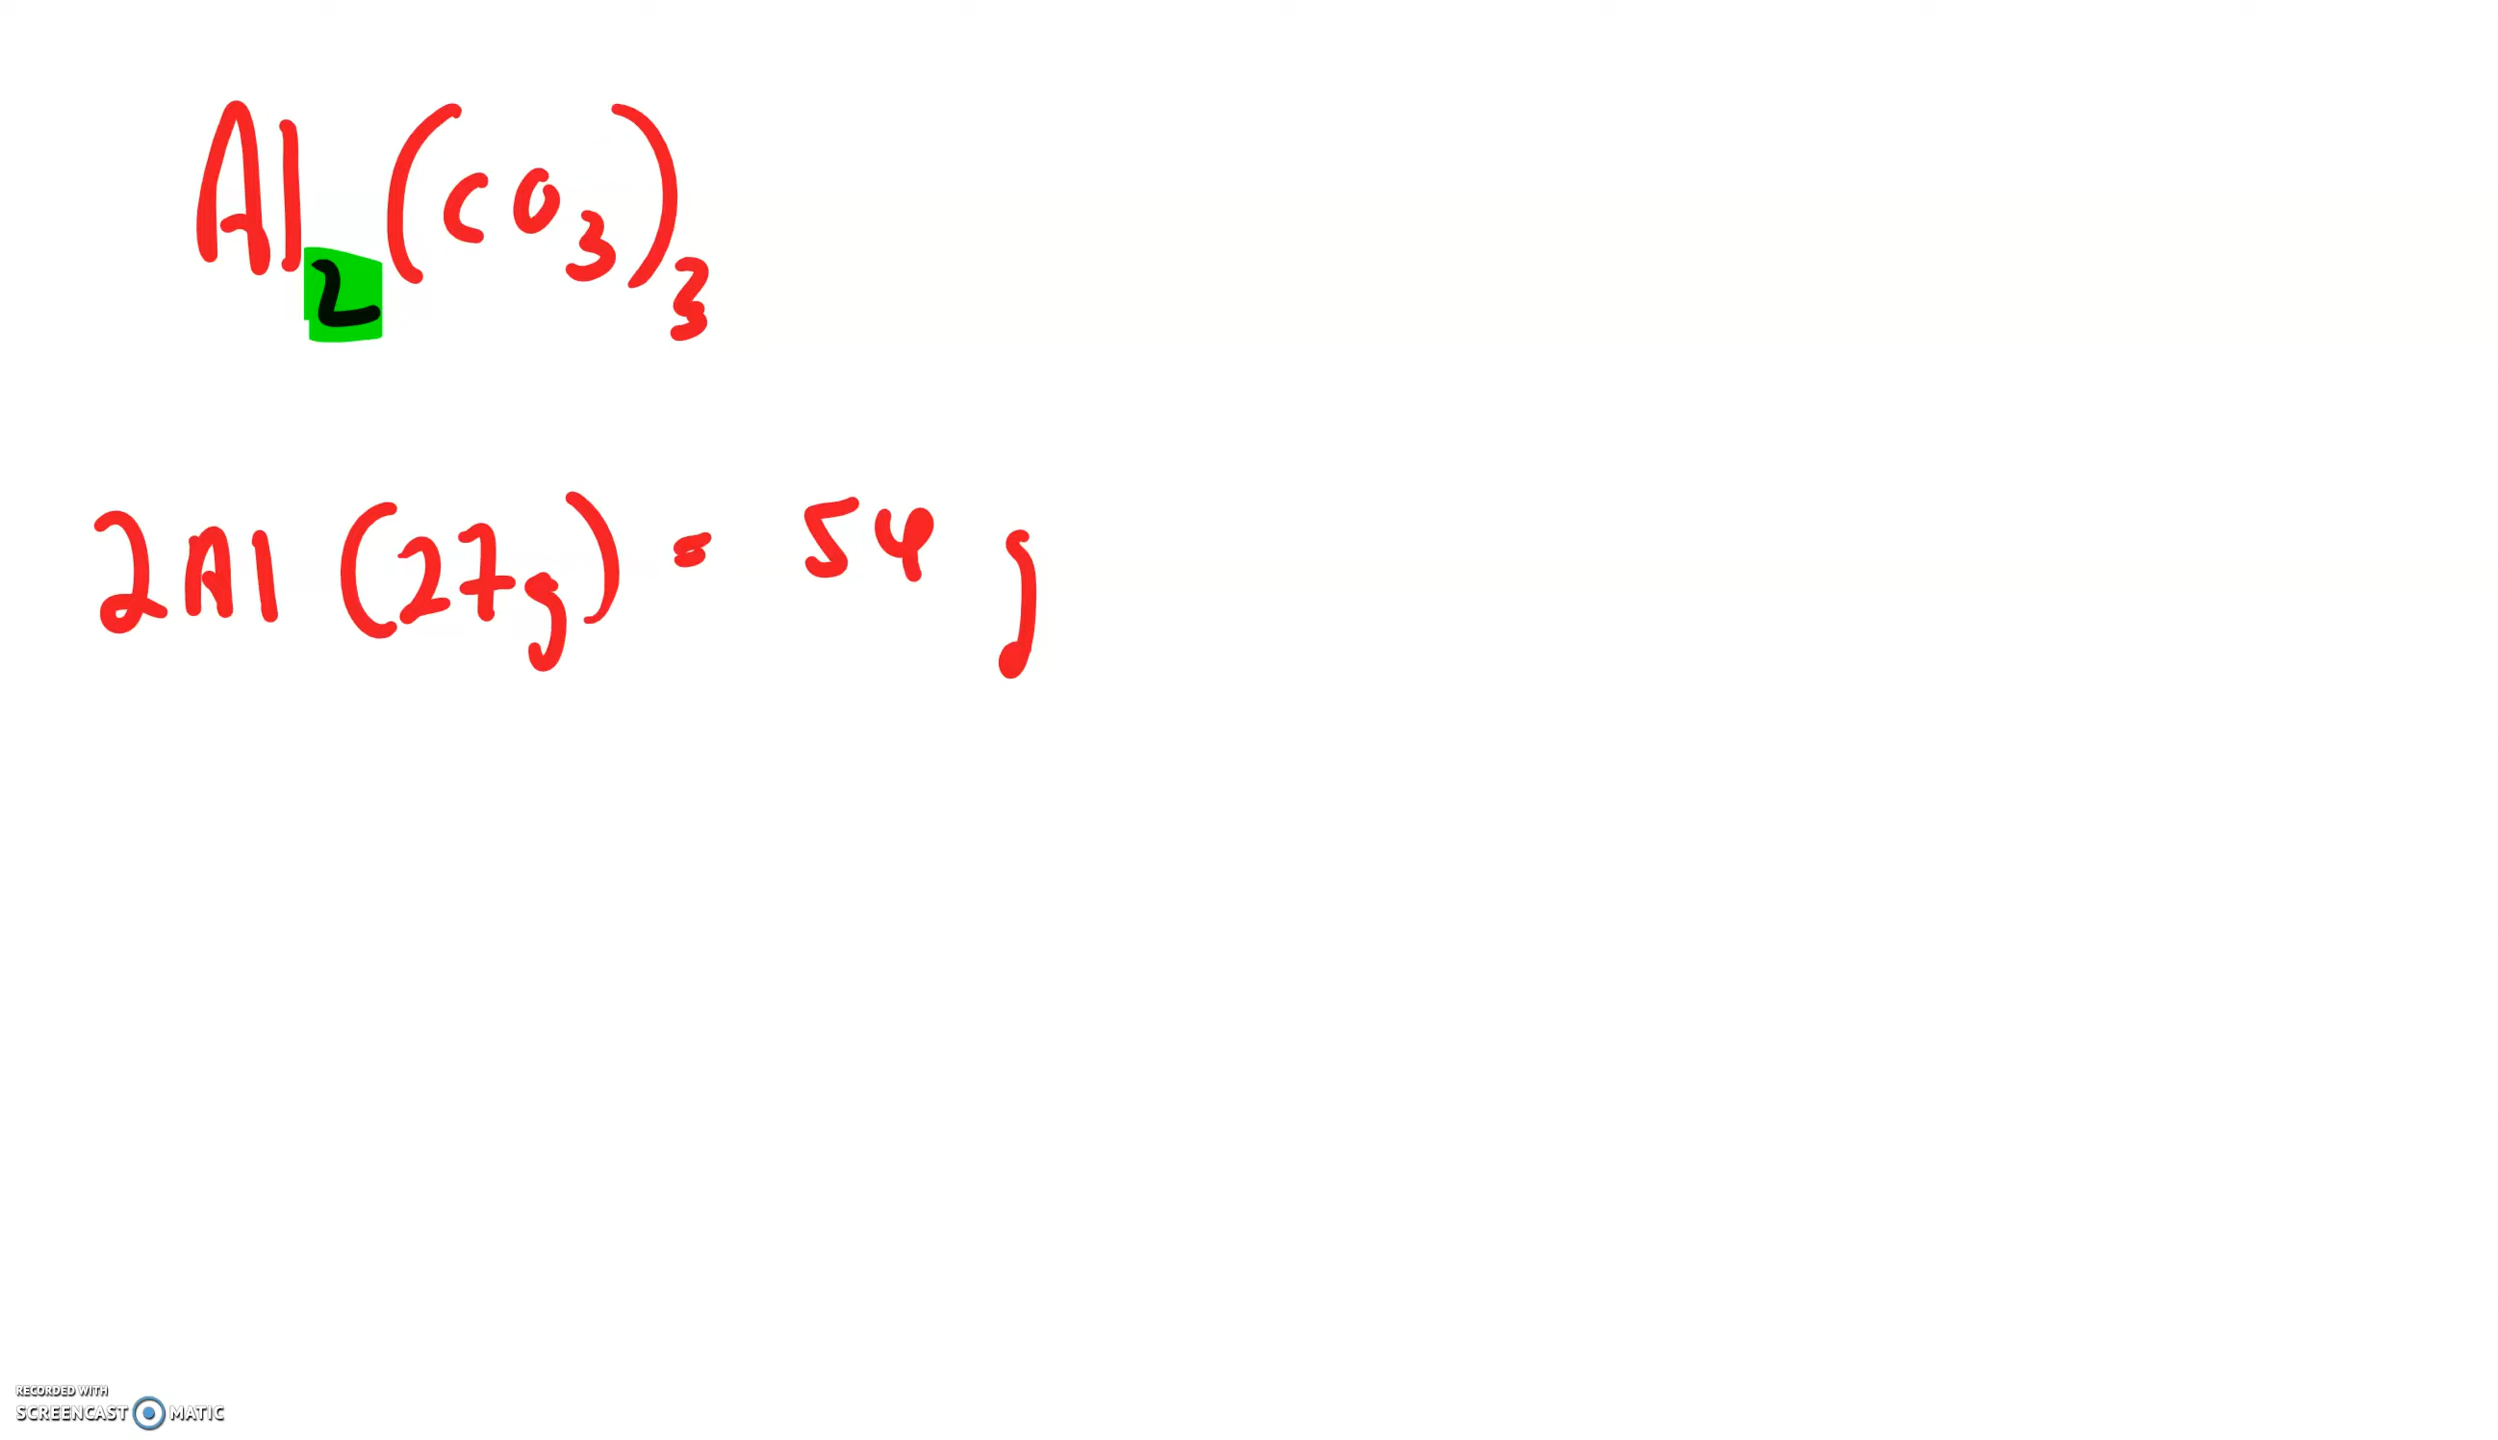 Al2(CO3)3
2Al (27g) = 54 g
RECORDED WITH
SCREENCAST MATIC